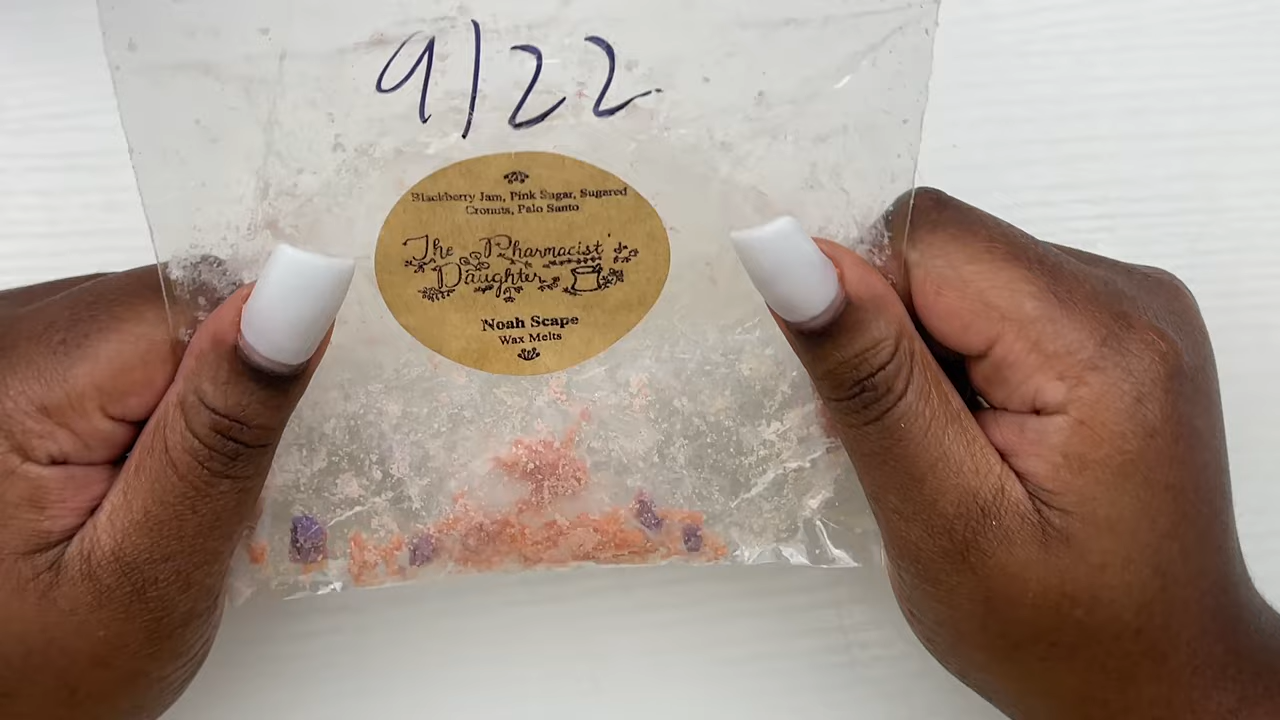 9/22
Blackberry Jam, Pink Sugar, Sugared
Cronuts, Palo Santo
The Pharmacist's
Daughter
Noah Scape
Wax Melts